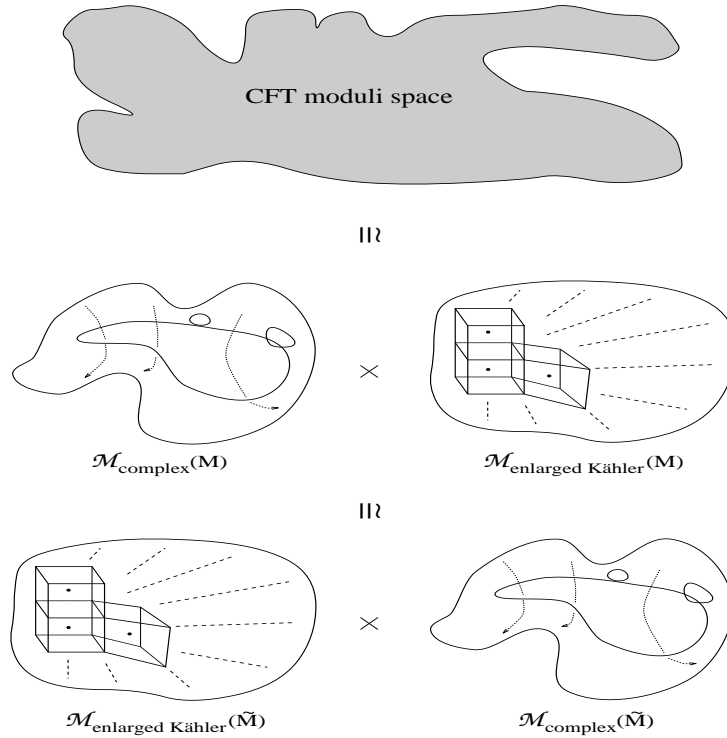 CFT moduli space
≅
ℳcomplex(M) × ℳenlarged Kähler(M)
≅
ℳenlarged Kähler(M̃) × ℳcomplex(M̃)